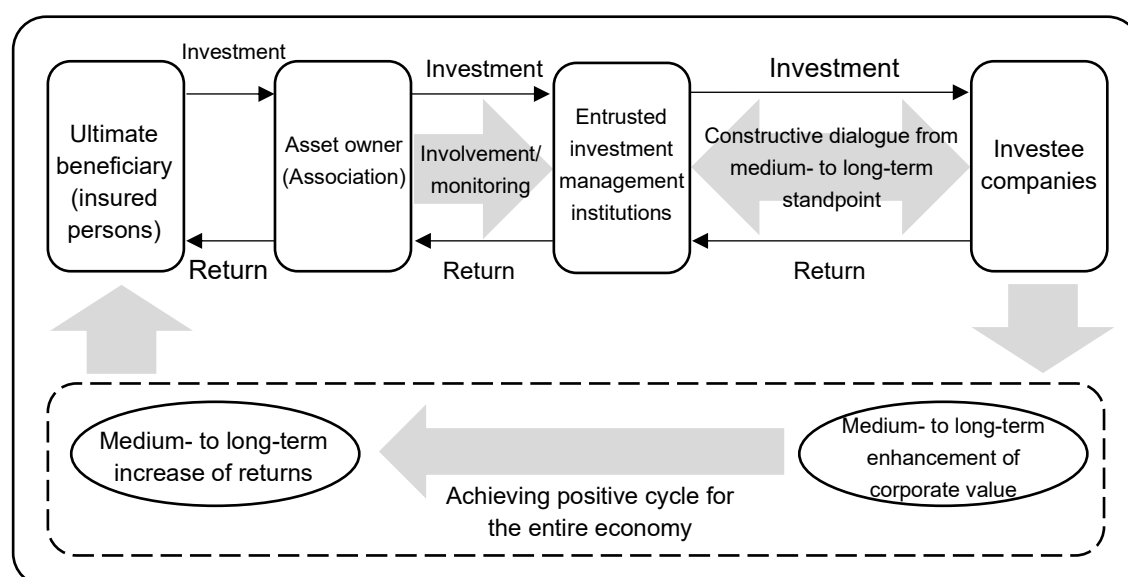 Investment
Ultimate
beneficiary
(insured
persons)
Return
Asset owner
(Association)
Investment
Involvement/
monitoring
Return
Entrusted
investment
management
institutions
Investment
Constructive dialogue from
medium- to long-term
standpoint
Return
Investee
companies
Medium- to long-term
increase of returns
Achieving positive cycle for
the entire economy
Medium- to long-term
enhancement of
corporate value